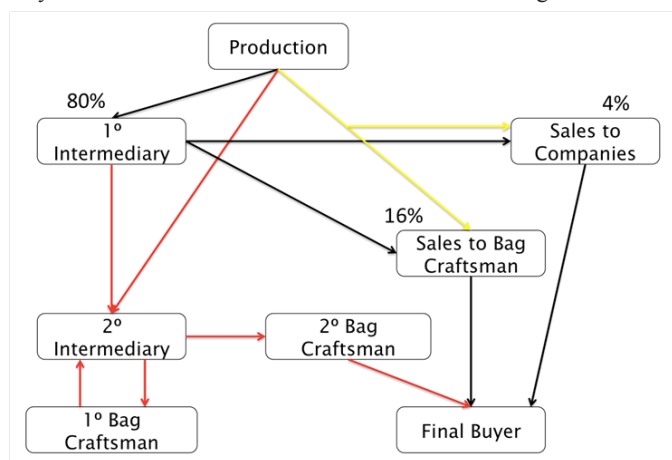 Production
80%
1º
Intermediary
4%
Sales to
Companies
16%
Sales to Bag
Craftsman
2º
Intermediary
2º Bag
Craftsman
1º Bag
Craftsman
Final Buyer